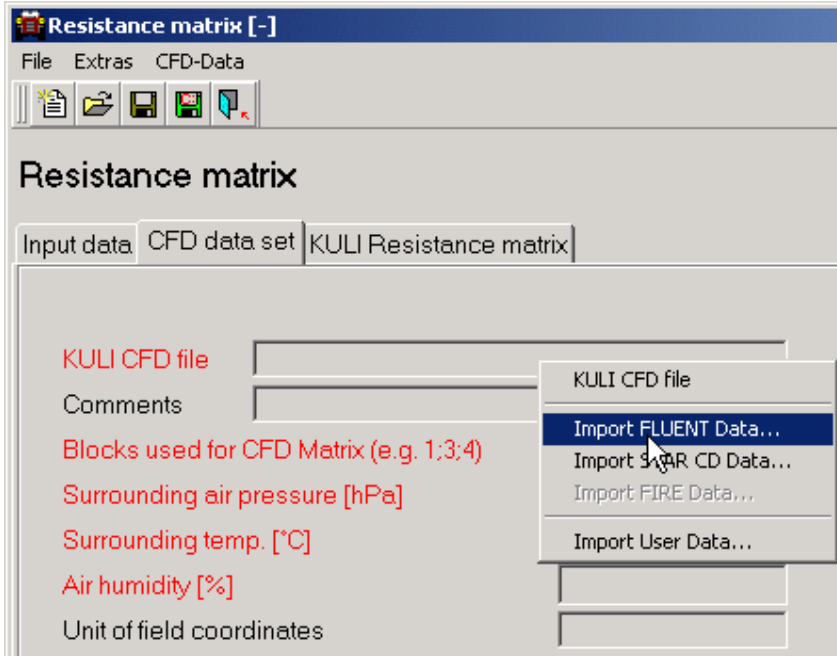 Resistance matrix [-]
File Extras CFD-Data
Resistance matrix
Input data CFD data set KULI Resistance matrix
KULI CFD file
Comments
Blocks used for CFD Matrix (e.g. 1;3;4)
Surrounding air pressure [hPa]
Surrounding temp. [°C]
Air humidity [%]
Unit of field coordinates
KULI CFD file
Import FLUENT Data...
Import STAR CD Data...
Import FIRE Data...
Import User Data...